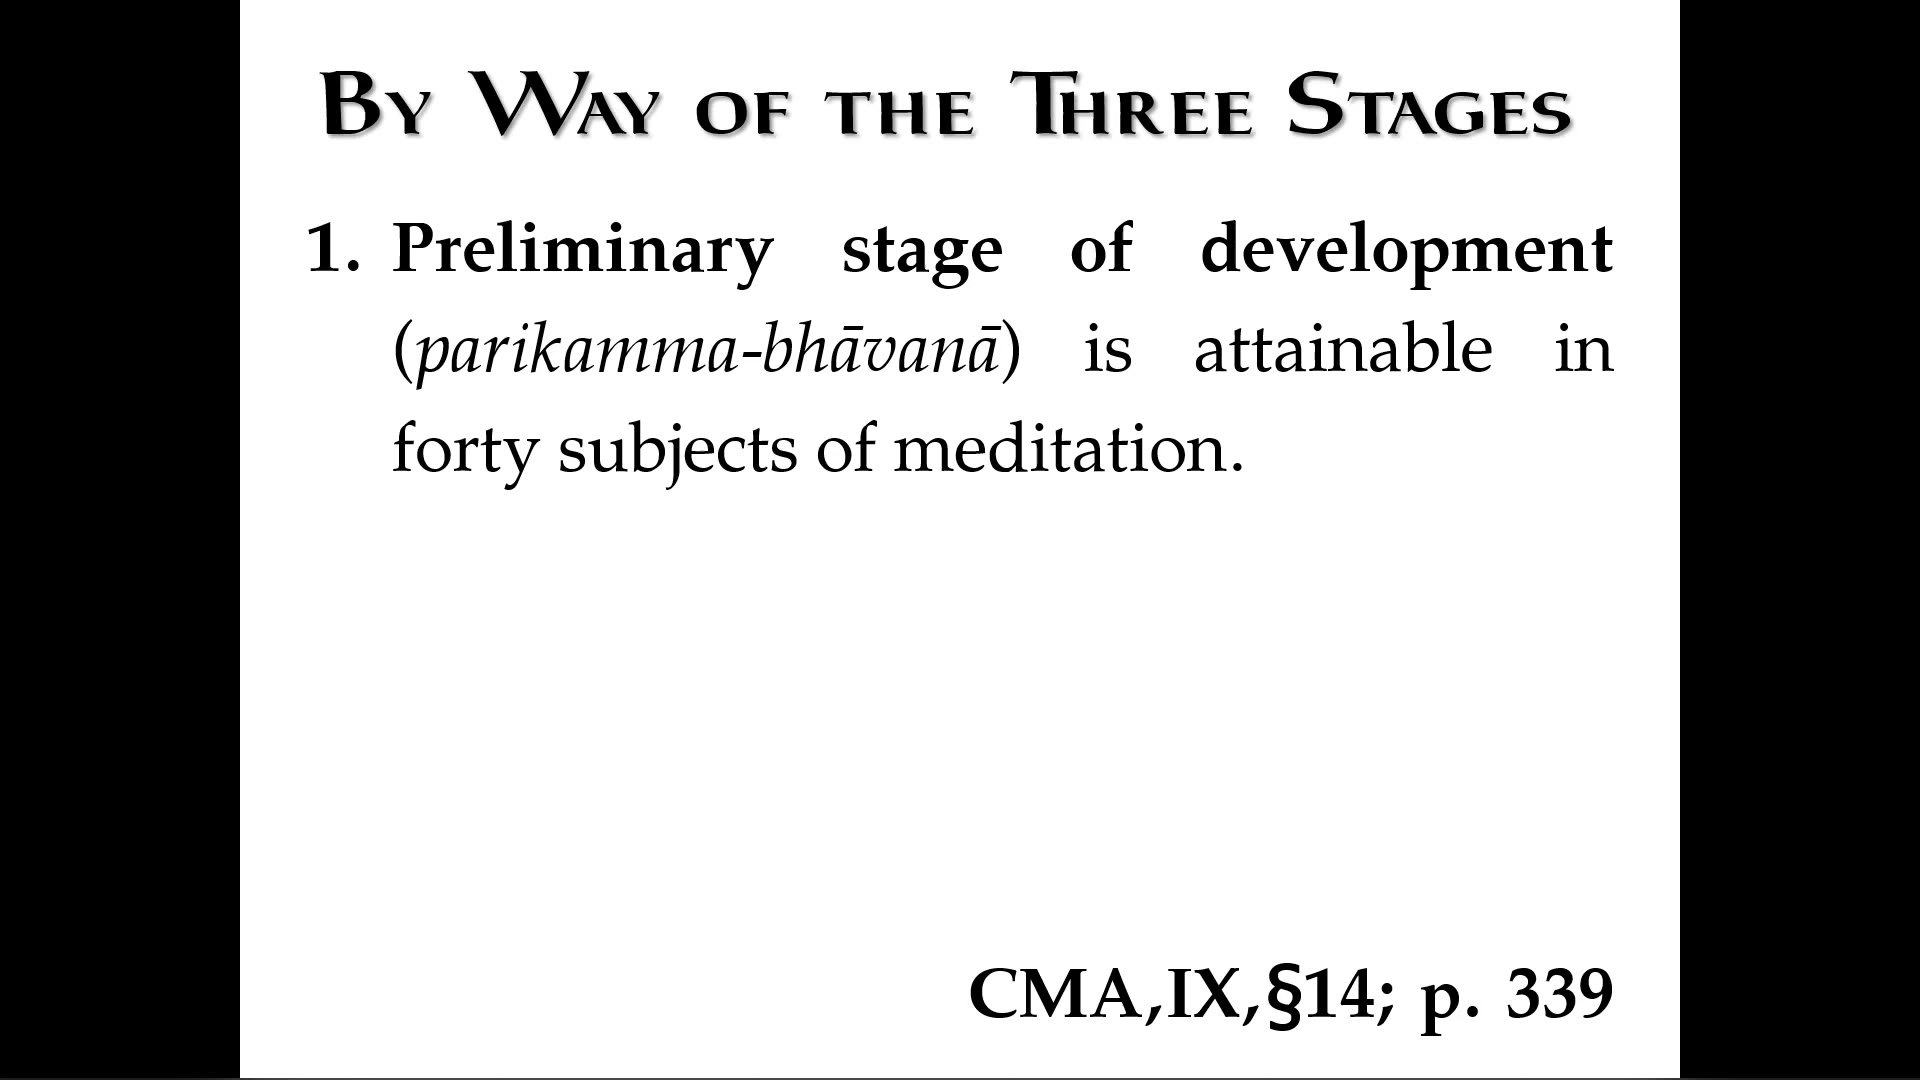 By Way of the Three Stages
1. Preliminary stage of development
(parikamma-bhāvanā) is attainable in
forty subjects of meditation.
CMA,IX,§14; p. 339